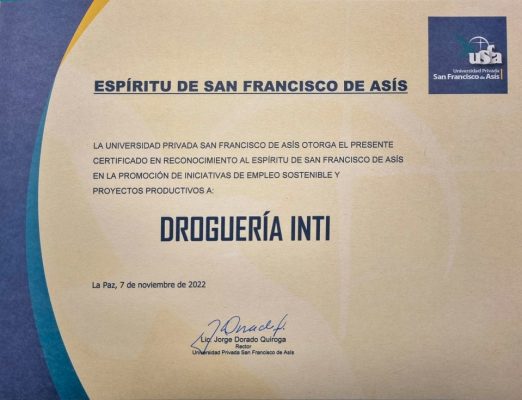 usfa
Universidad Privada
San Francisco de Asís
ESPÍRITU DE SAN FRANCISCO DE ASÍS
LA UNIVERSIDAD PRIVADA SAN FRANCISCO DE ASÍS OTORGA EL PRESENTE
CERTIFICADO EN RECONOCIMIENTO AL ESPÍRITU DE SAN FRANCISCO DE ASÍS
EN LA PROMOCIÓN DE INICIATIVAS DE EMPLEO SOSTENIBLE Y
PROYECTOS PRODUCTIVOS A:
DROGUERÍA INTI
La Paz, 7 de noviembre de 2022
Lic. Jorge Dorado Quiroga
Rector
Universidad Privada San Francisco de Asís